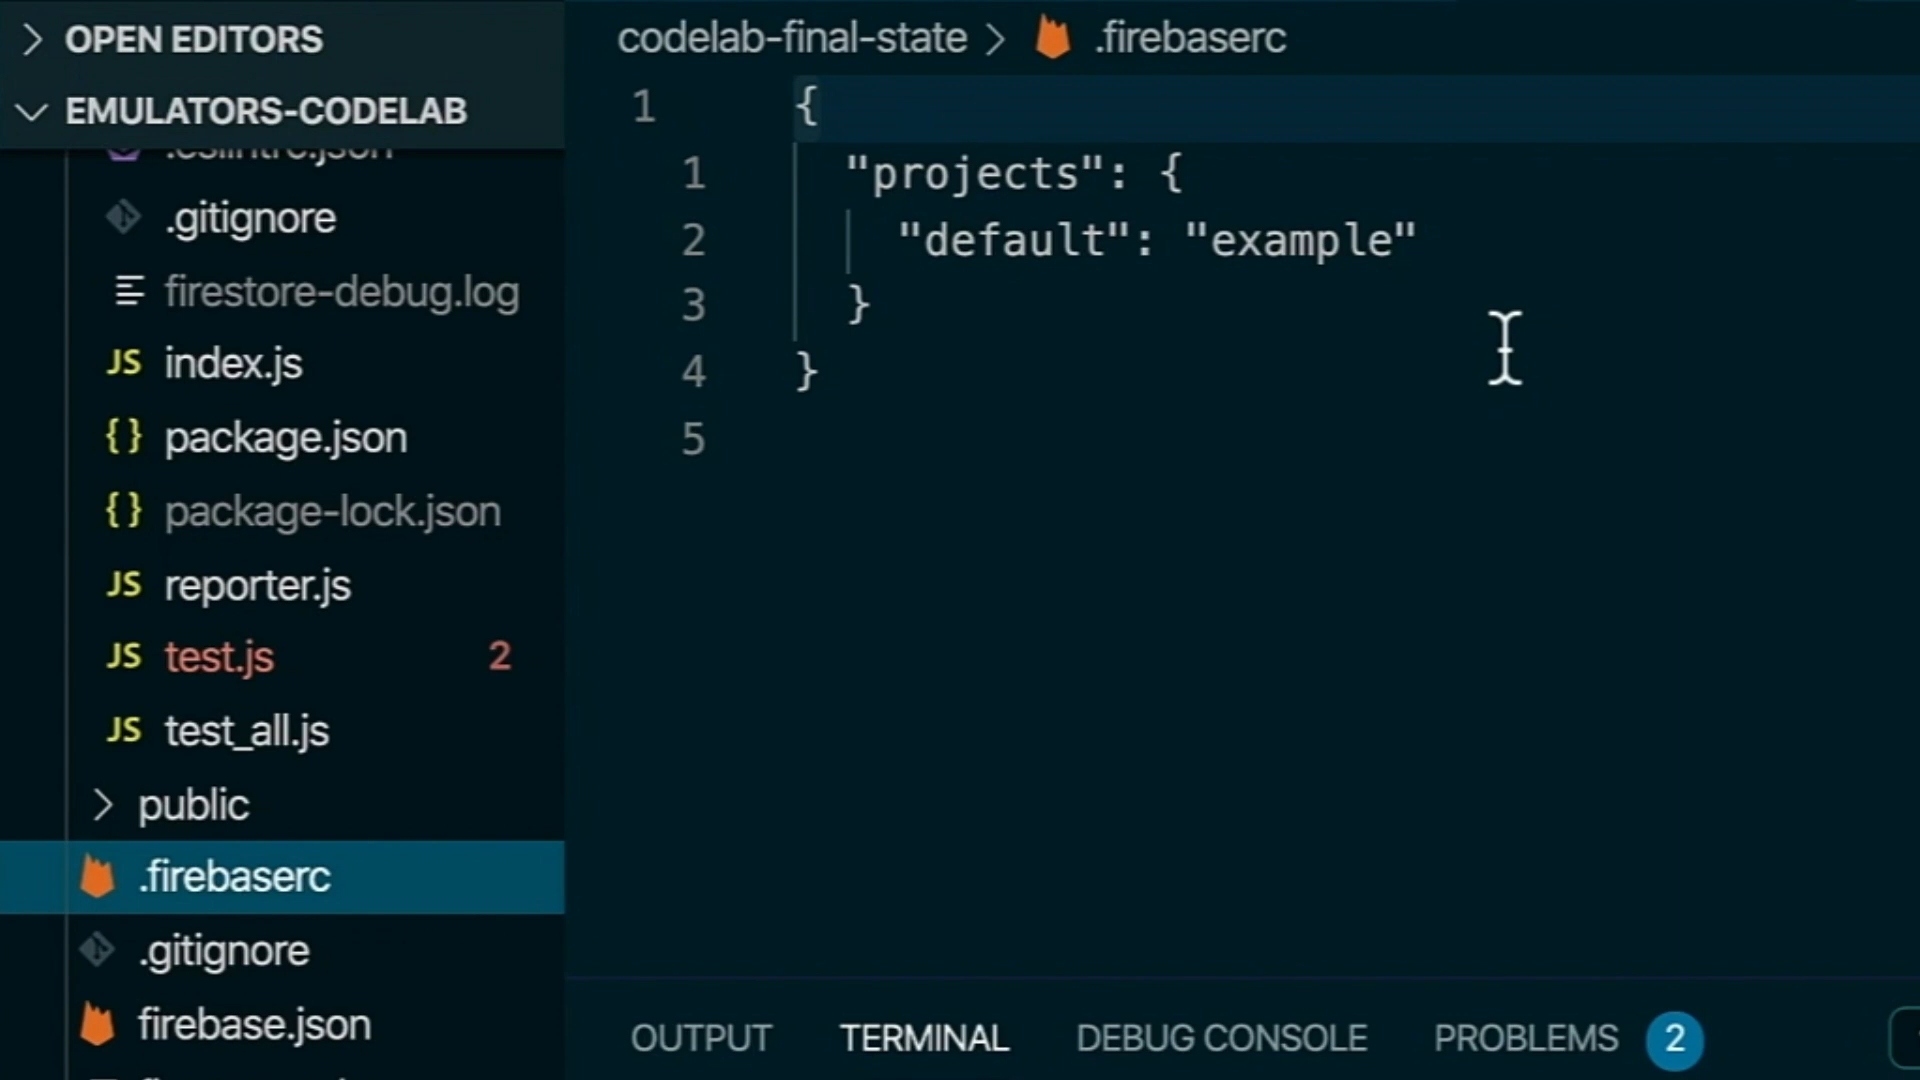 OPEN EDITORS
EMULATORS-CODELAB
.eslintrc.json
.gitignore
firestore-debug.log
JS index.js
{} package.json
{} package-lock.json
JS reporter.js
JS test.js 2
JS test_all.js
public
.firebaserc
.gitignore
firebase.json
codelab-final-state > .firebaserc
1 {
1 "projects": {
2 "default": "example"
3 }
4 }
5
OUTPUT TERMINAL DEBUG CONSOLE PROBLEMS 2